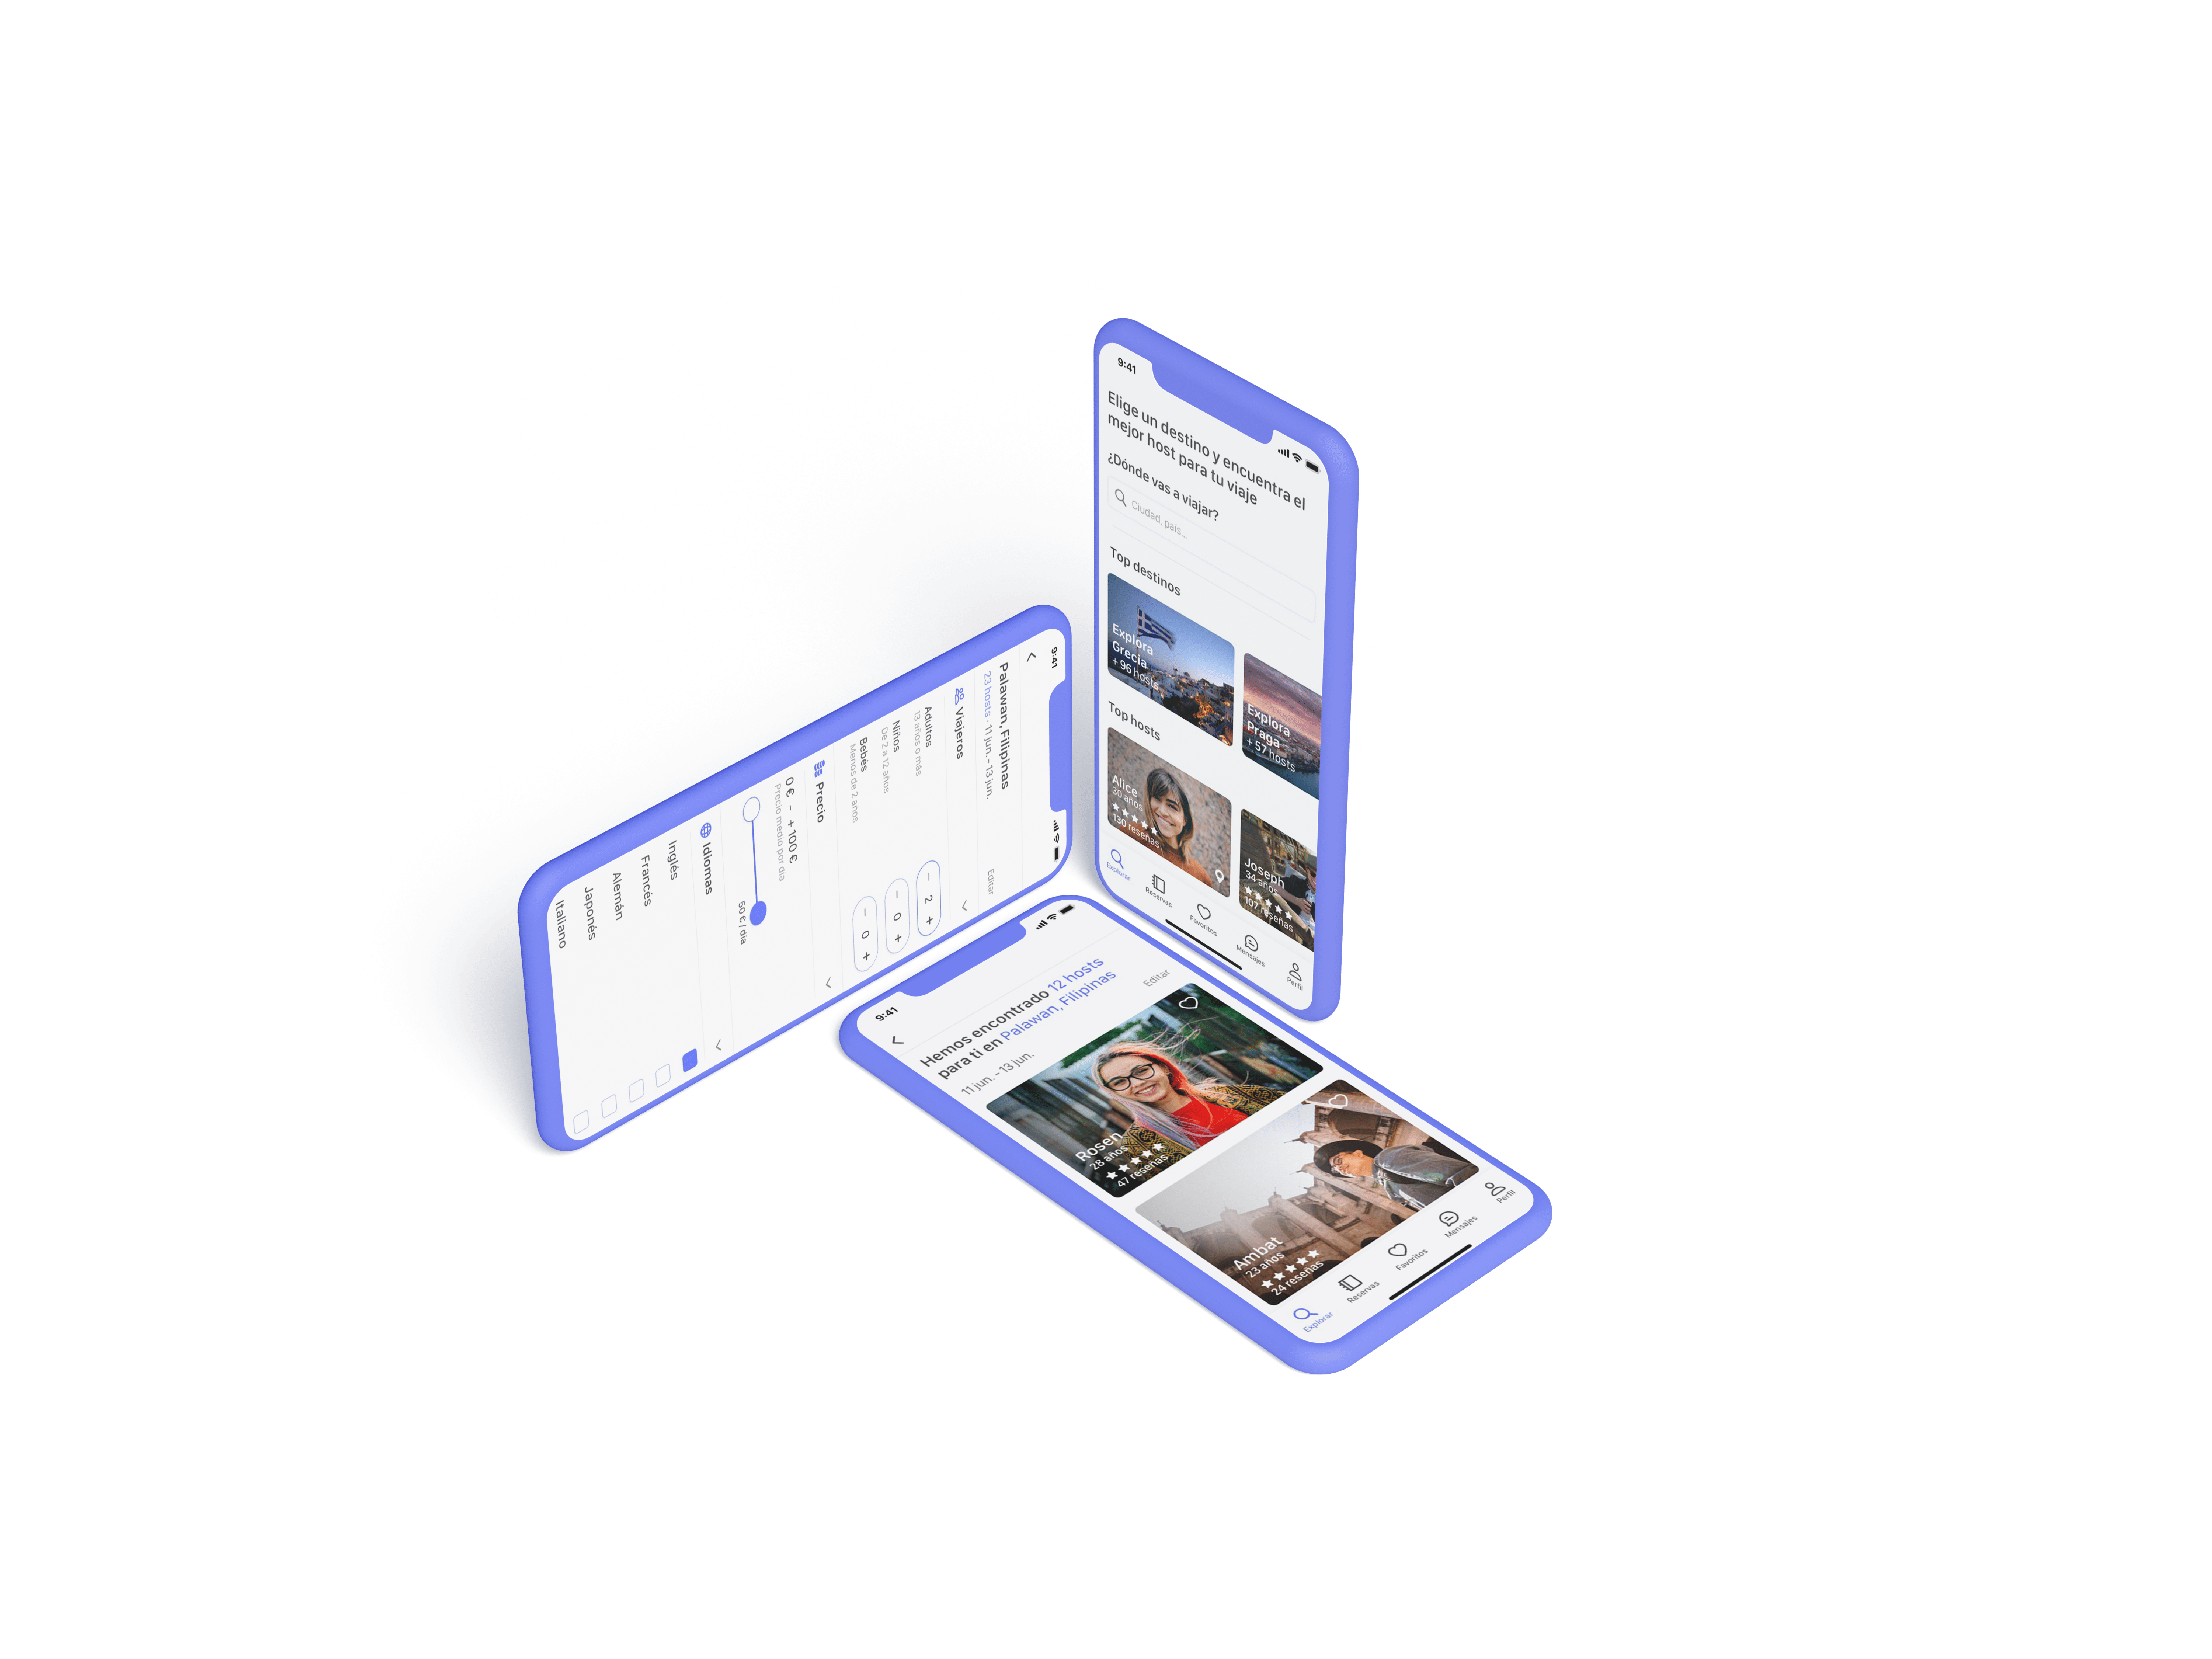 9:41
Elige un destino y encuentra el
mejor host para tu viaje
¿Dónde vas a viajar?
Ciudad, país...
Top destinos
Explora
Grecia
+ 96 hosts
Explora
Praga
+ 57 hosts
Top hosts
Alice
30 años
130 reseñas
Joseph
34 años
107 reseñas
Explorar
Reservas
Favoritos
Mensajes
Perfil
9:41
Palawan, Filipinas
23 hosts · 11 jun. - 13 jun.
Editar
Viajeros
Adultos
13 años o más
- 2 +
Niños
De 2 a 12 años
- 0 +
Bebés
Menos de 2 años
- 0 +
Precio
0 € - + 100 €
Precio medio por día
50 € / día
Idiomas
Inglés
Francés
Alemán
Japonés
Italiano
9:41
Hemos encontrado 12 hosts
para ti en Palawan, Filipinas
11 jun. - 13 jun.
Editar
Rosen
28 años
47 reseñas
Ambat
23 años
24 reseñas
Explorar
Reservas
Favoritos
Mensajes
Perfil